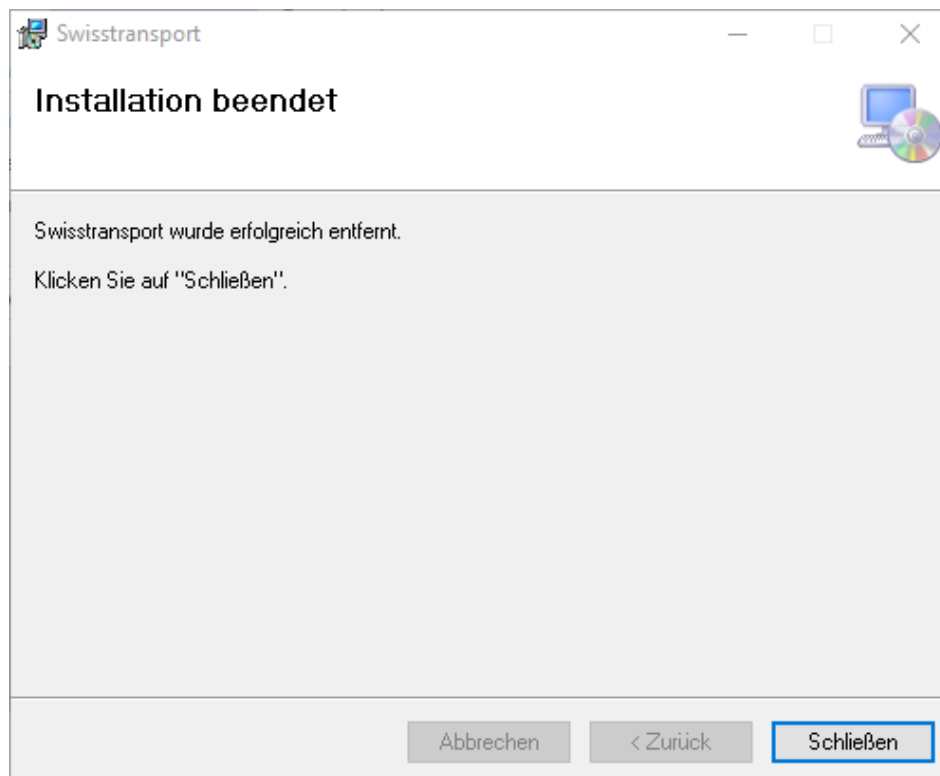 Swisstransport
Installation beendet
Swisstransport wurde erfolgreich entfernt.
Klicken Sie auf "Schließen".
Abbrechen
< Zurück
Schließen